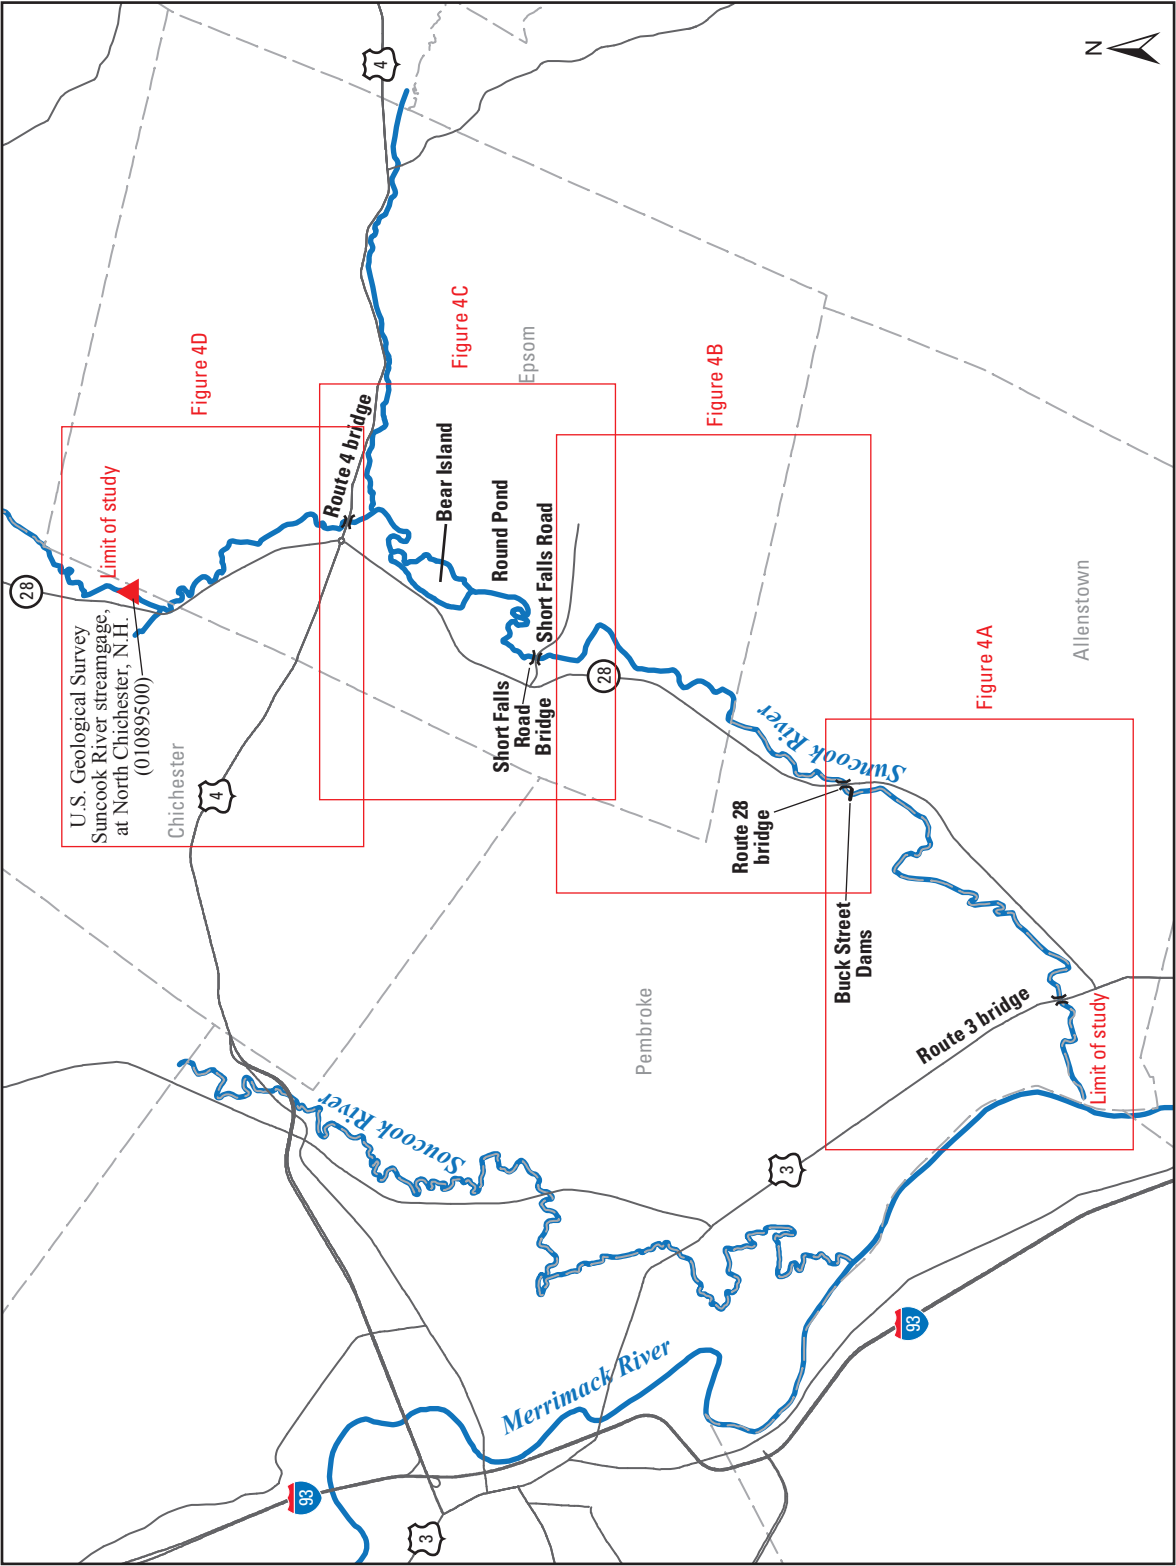 4
N
Figure 4D
Figure 4C
Epsom
Figure 4B
Route 4 bridge
Bear Island
Limit of study
28
Round Pond
Short Falls Road
U.S. Geological Survey
Suncook River streamgage,
at North Chichester, N.H.
(01089500)
Chichester
4
Short Falls
Road
Bridge
28
Allenstown
Figure 4A
Suncook River
Route 28
bridge
Buck Street
Dams
Pembroke
Route 3 bridge
Limit of study
Soucook River
3
Merrimack River
93
93
3